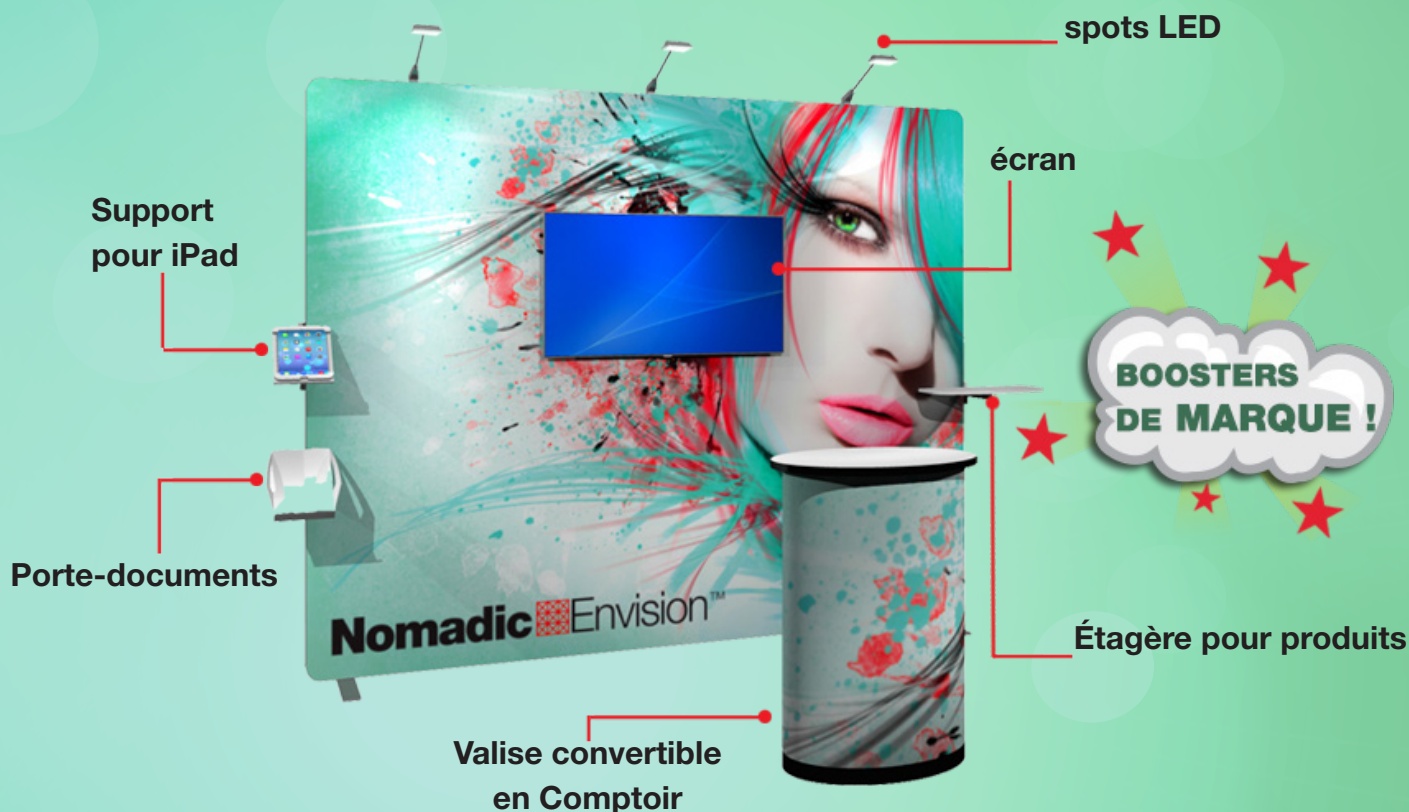 spots LED
écran
Support
pour iPad
BOOSTERS
DE MARQUE !
Porte-documents
Nomadic Envision™
Étagère pour produits
Valise convertible
en Comptoir